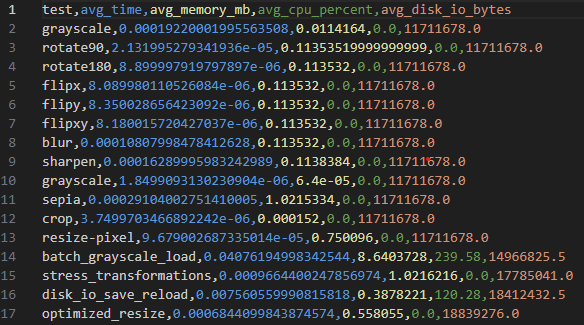 1 test,avg_time,avg_memory_mb,avg_cpu_percent,avg_disk_io_bytes
2 grayscale,0.00019220001995563508,0.0114164,0.0,11711678.0
3 rotate90,2.131995279341936e-05,0.11353519999999999,0.0,11711678.0
4 rotate180,8.899997919797897e-06,0.113532,0.0,11711678.0
5 flipx,8.089980110526084e-06,0.113532,0.0,11711678.0
6 flipy,8.350028656423092e-06,0.113532,0.0,11711678.0
7 flipxy,8.180015720427037e-06,0.113532,0.0,11711678.0
8 blur,0.00010807998478412628,0.113532,0.0,11711678.0
9 sharpen,0.00016289995983242989,0.1138384,0.0,11711678.0
10 grayscale,1.8499093130230904e-06,6.4e-05,0.0,11711678.0
11 sepia,0.00029104002751410005,1.0215334,0.0,11711678.0
12 crop,3.7499703466892242e-06,0.000152,0.0,11711678.0
13 resize-pixel,9.679002687335014e-05,0.750096,0.0,11711678.0
14 batch_grayscale_load,0.04076194998342544,8.6403728,239.58,14966825.5
15 stress_transformations,0.0009664400247856974,1.0216216,0.0,17785041.0
16 disk_io_save_reload,0.007560559990815818,0.3878221,120.28,18412432.5
17 optimized_resize,0.0006844099843874574,0.558055,0.0,18839276.0